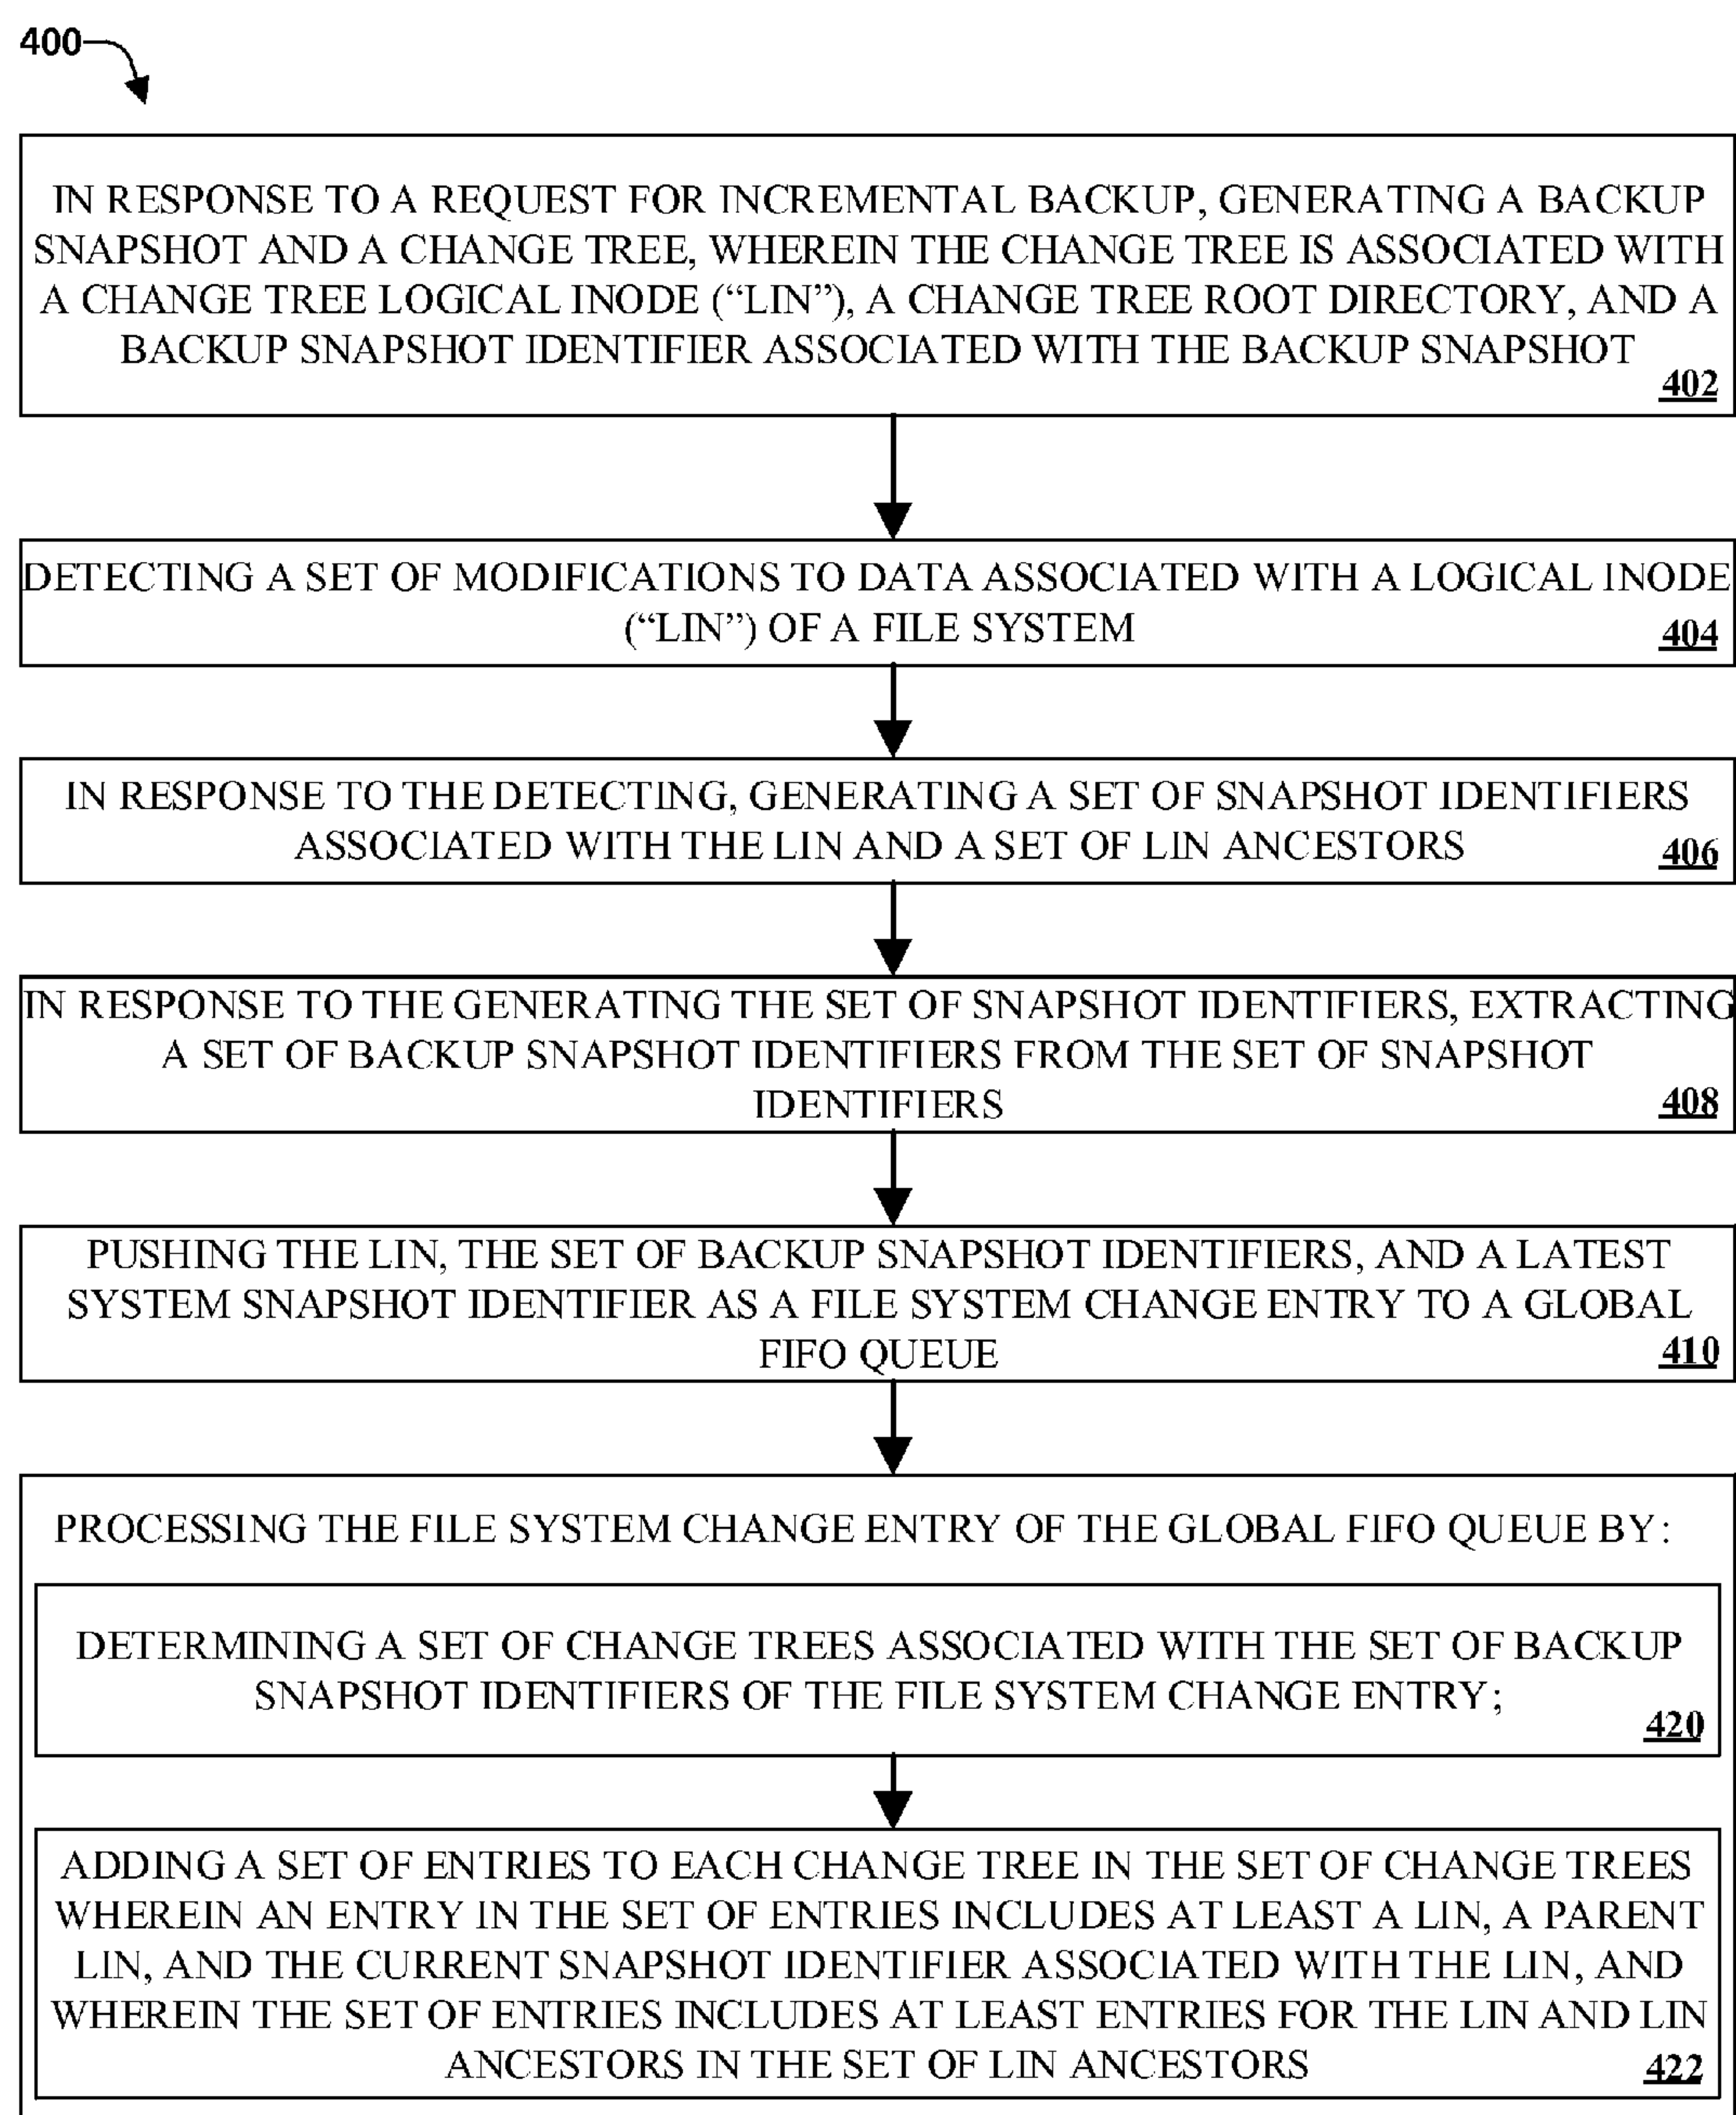 400
IN RESPONSE TO A REQUEST FOR INCREMENTAL BACKUP, GENERATING A BACKUP
SNAPSHOT AND A CHANGE TREE, WHEREIN THE CHANGE TREE IS ASSOCIATED WITH
A CHANGE TREE LOGICAL INODE (“LIN”), A CHANGE TREE ROOT DIRECTORY, AND A
BACKUP SNAPSHOT IDENTIFIER ASSOCIATED WITH THE BACKUP SNAPSHOT
402
DETECTING A SET OF MODIFICATIONS TO DATA ASSOCIATED WITH A LOGICAL INODE
(“LIN”) OF A FILE SYSTEM
404
IN RESPONSE TO THE DETECTING, GENERATING A SET OF SNAPSHOT IDENTIFIERS
ASSOCIATED WITH THE LIN AND A SET OF LIN ANCESTORS
406
IN RESPONSE TO THE GENERATING THE SET OF SNAPSHOT IDENTIFIERS, EXTRACTING
A SET OF BACKUP SNAPSHOT IDENTIFIERS FROM THE SET OF SNAPSHOT
IDENTIFIERS
408
PUSHING THE LIN, THE SET OF BACKUP SNAPSHOT IDENTIFIERS, AND A LATEST
SYSTEM SNAPSHOT IDENTIFIER AS A FILE SYSTEM CHANGE ENTRY TO A GLOBAL
FIFO QUEUE
410
PROCESSING THE FILE SYSTEM CHANGE ENTRY OF THE GLOBAL FIFO QUEUE BY:
DETERMINING A SET OF CHANGE TREES ASSOCIATED WITH THE SET OF BACKUP
SNAPSHOT IDENTIFIERS OF THE FILE SYSTEM CHANGE ENTRY;
420
ADDING A SET OF ENTRIES TO EACH CHANGE TREE IN THE SET OF CHANGE TREES
WHEREIN AN ENTRY IN THE SET OF ENTRIES INCLUDES AT LEAST A LIN, A PARENT
LIN, AND THE CURRENT SNAPSHOT IDENTIFIER ASSOCIATED WITH THE LIN, AND
WHEREIN THE SET OF ENTRIES INCLUDES AT LEAST ENTRIES FOR THE LIN AND LIN
ANCESTORS IN THE SET OF LIN ANCESTORS
422